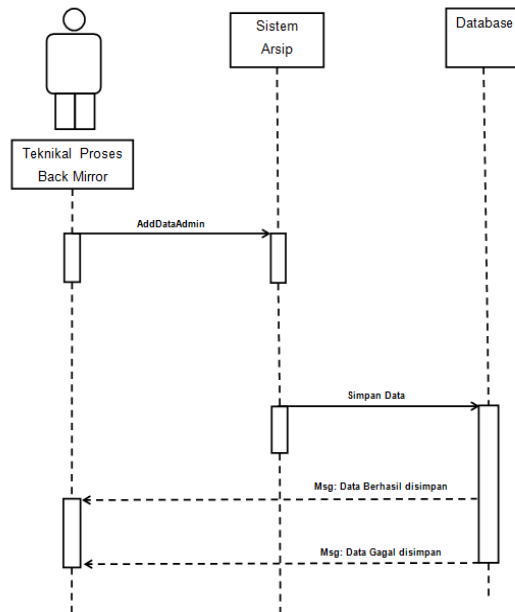 Sistem
Arsip
Database
Teknikal Proses
Back Mirror
AddDataAdmin
Simpan Data
Msg: Data Berhasil disimpan
Msg: Data Gagal disimpan